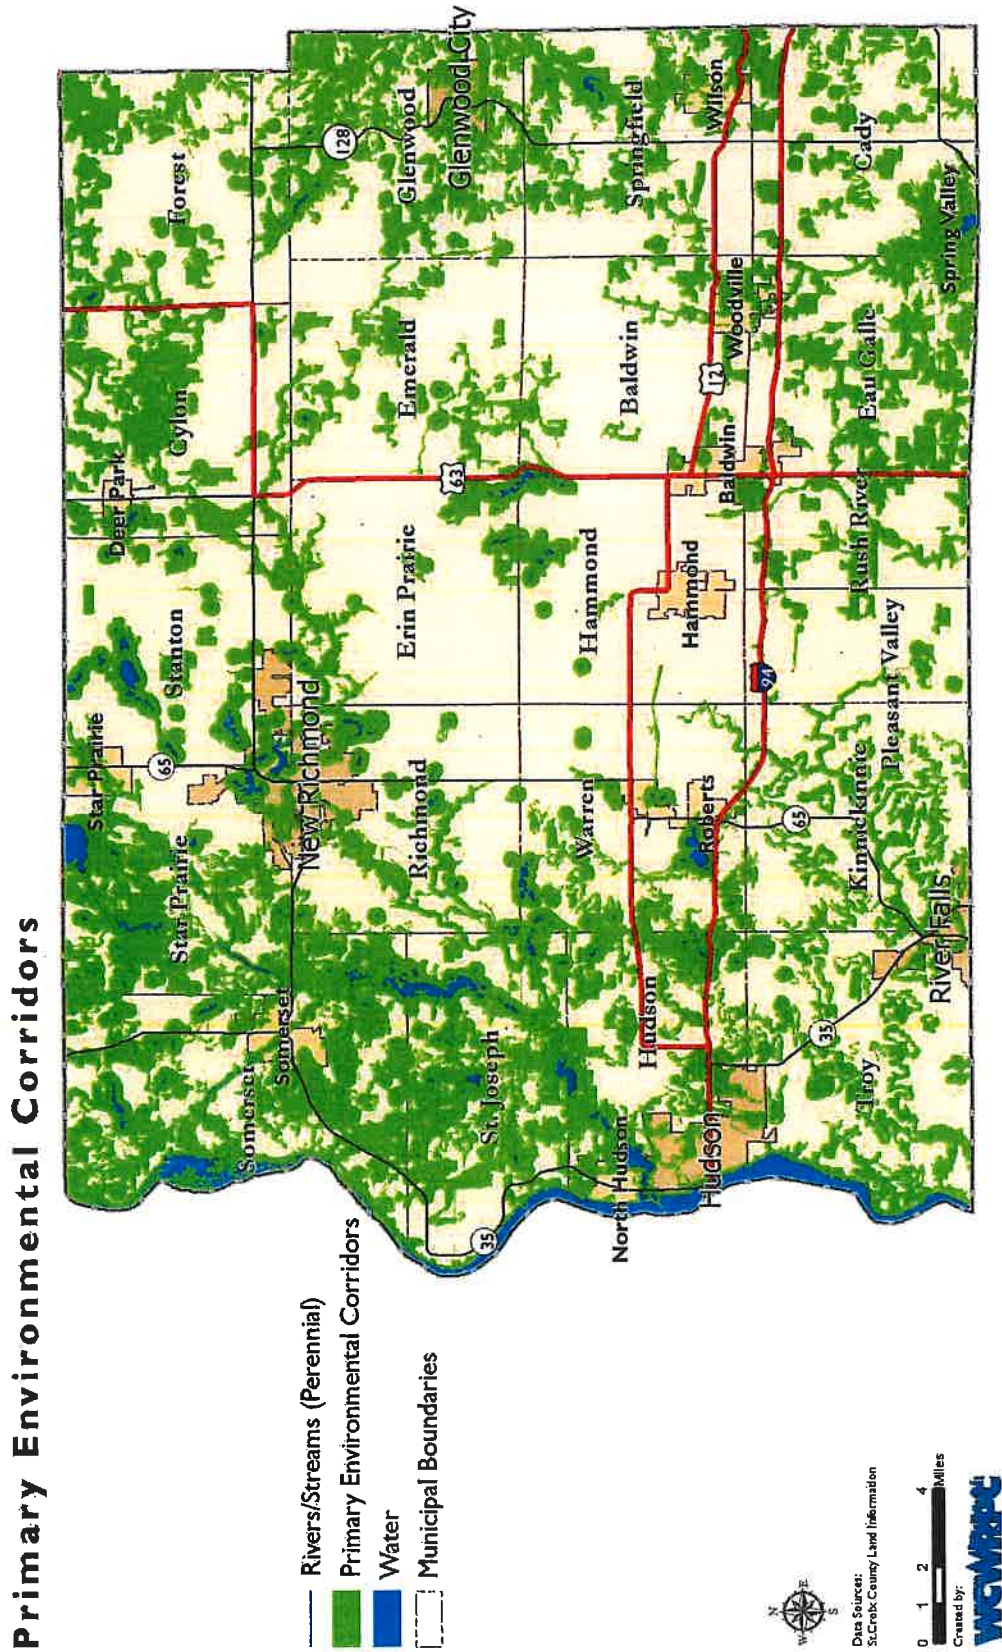 Primary Environmental Corridors
Rivers/Streams (Perennial)
Primary Environmental Corridors
Water
Municipal Boundaries
N
W
E
S
Data Sources:
St.Croix County Land Information
0
1
2
4
Miles
Created by:
WCWRPC
Star Prairie
Deer Park
Cylon
Forest
Stanton
65
Star Prairie
Somerset
Somerset
New Richmond
128
Glenwood
Glenwood City
Emerald
Erin Prairie
Richmond
63
St. Joseph
35
Springfield
Wilson
Baldwin
Hammond
Warren
Hudson
North Hudson
Hudson
12
Woodville
Baldwin
Hammond
Roberts
94
65
35
Cady
Eau Galle
Rush River
Pleasant Valley
Kinnickinnic
Troy
River Falls
Spring Valley